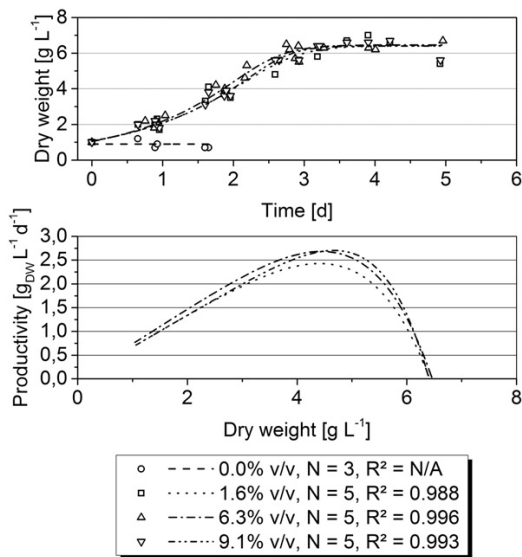 Dry weight [g L⁻¹]
8
6
4
2
0
0 1 2 3 4 5 6
Time [d]
Productivity [g_DW L⁻¹ d⁻¹]
3,0
2,5
2,0
1,5
1,0
0,5
0,0
0 2 4 6 8
Dry weight [g L⁻¹]
0.0% v/v, N = 3, R² = N/A
1.6% v/v, N = 5, R² = 0.988
6.3% v/v, N = 5, R² = 0.996
9.1% v/v, N = 5, R² = 0.993